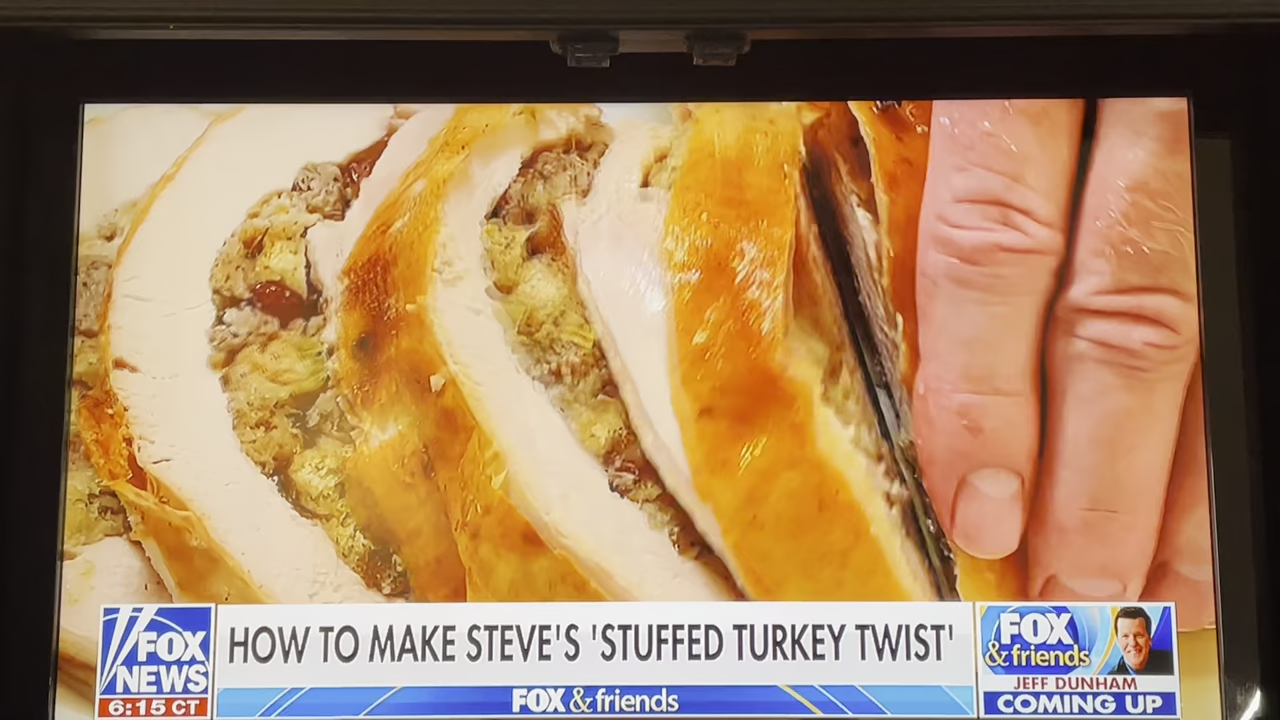 FOX
NEWS
6:15 CT
HOW TO MAKE STEVE'S 'STUFFED TURKEY TWIST'
FOX & friends
FOX
& friends
JEFF DUNHAM
COMING UP